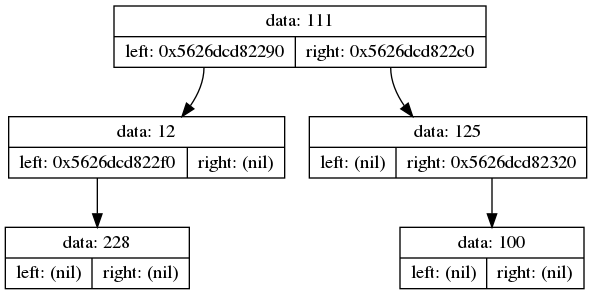 data: 111
left: 0x5626dcd82290 right: 0x5626dcd822c0
data: 12
left: 0x5626dcd822f0 right: (nil)
data: 125
left: (nil) right: 0x5626dcd82320
data: 228
left: (nil) right: (nil)
data: 100
left: (nil) right: (nil)